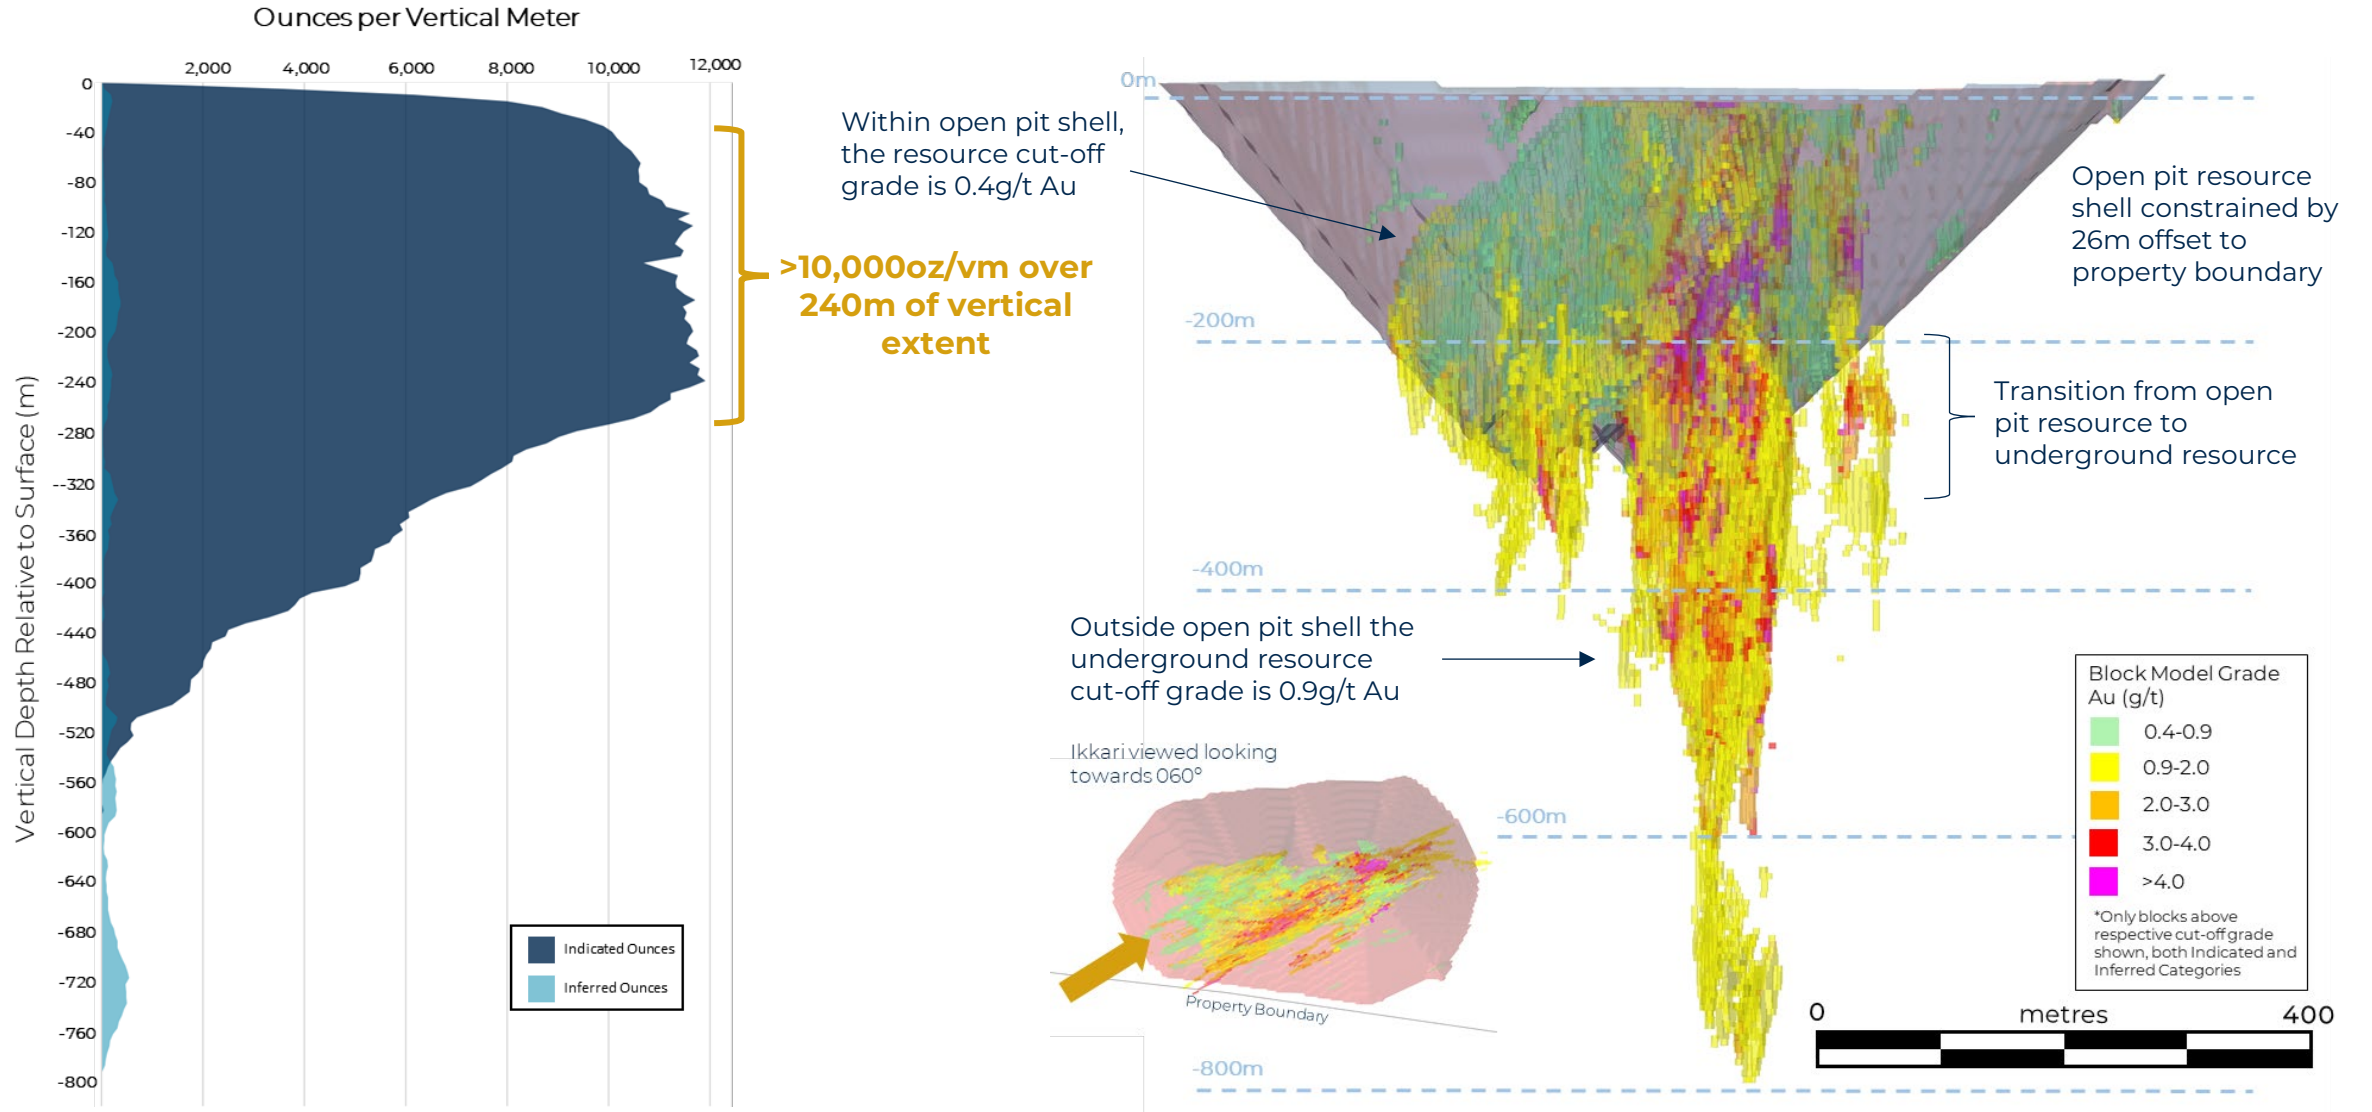 Ounces per Vertical Meter
2,000
4,000
6,000
8,000
10,000
12,000
0
-40
-80
-120
-160
-200
-240
-280
--320
-360
-400
-440
-480
-520
-560
-600
-640
-680
-720
-760
-800
Vertical Depth Relative to Surface (m)
Indicated Ounces
Inferred Ounces
>10,000oz/vm over
240m of vertical
extent
Within open pit shell,
the resource cut-off
grade is 0.4g/t Au
0m
-200m
-400m
-600m
-800m
Open pit resource
shell constrained by
26m offset to
property boundary
Transition from open
pit resource to
underground resource
Outside open pit shell the
underground resource
cut-off grade is 0.9g/t Au
Ikkari viewed looking
towards 060°
Property Boundary
Block Model Grade
Au (g/t)
0.4-0.9
0.9-2.0
2.0-3.0
3.0-4.0
>4.0
*Only blocks above
respective cut-off grade
shown, both Indicated and
Inferred Categories
0 metres 400